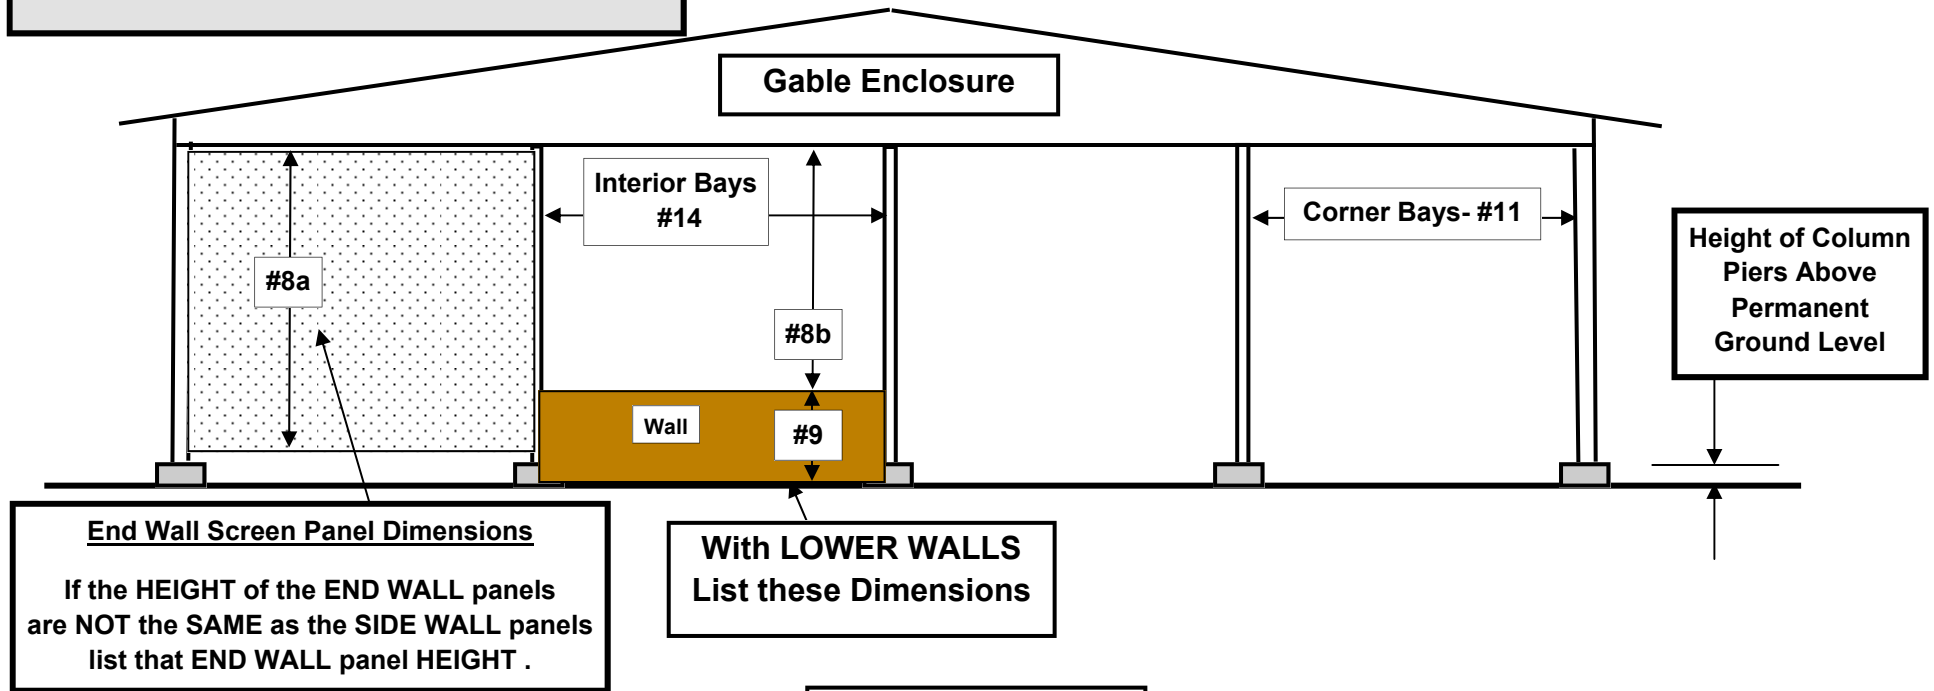 Gable Enclosure
Interior Bays
#14
Corner Bays- #11
Height of Column
Piers Above
Permanent
Ground Level
#8a
#8b
Wall
#9
End Wall Screen Panel Dimensions
If the HEIGHT of the END WALL panels
are NOT the SAME as the SIDE WALL panels
list that END WALL panel HEIGHT .
With LOWER WALLS
List these Dimensions